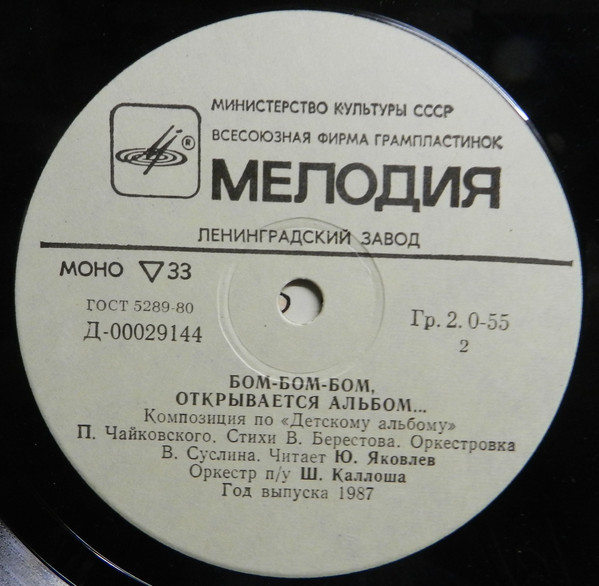 МИНИСТЕРСТВО КУЛЬТУРЫ СССР
ВСЕСОЮЗНАЯ ФИРМА ГРАМПЛАСТИНОК
®
МЕЛОДИЯ
ЛЕНИНГРАДСКИЙ ЗАВОД
МОНО ▽ 33
ГОСТ 5289-80
Д-00029144
Гр. 2. 0-55
2
БОМ-БОМ-БОМ,
ОТКРЫВАЕТСЯ АЛЬБОМ...
Композиция по «Детскому альбому»
П. Чайковского. Стихи В. Берестова. Оркестровка
В. Суслина. Читает Ю. Яковлев
Оркестр п/у Ш. Каллоша
Год выпуска 1987